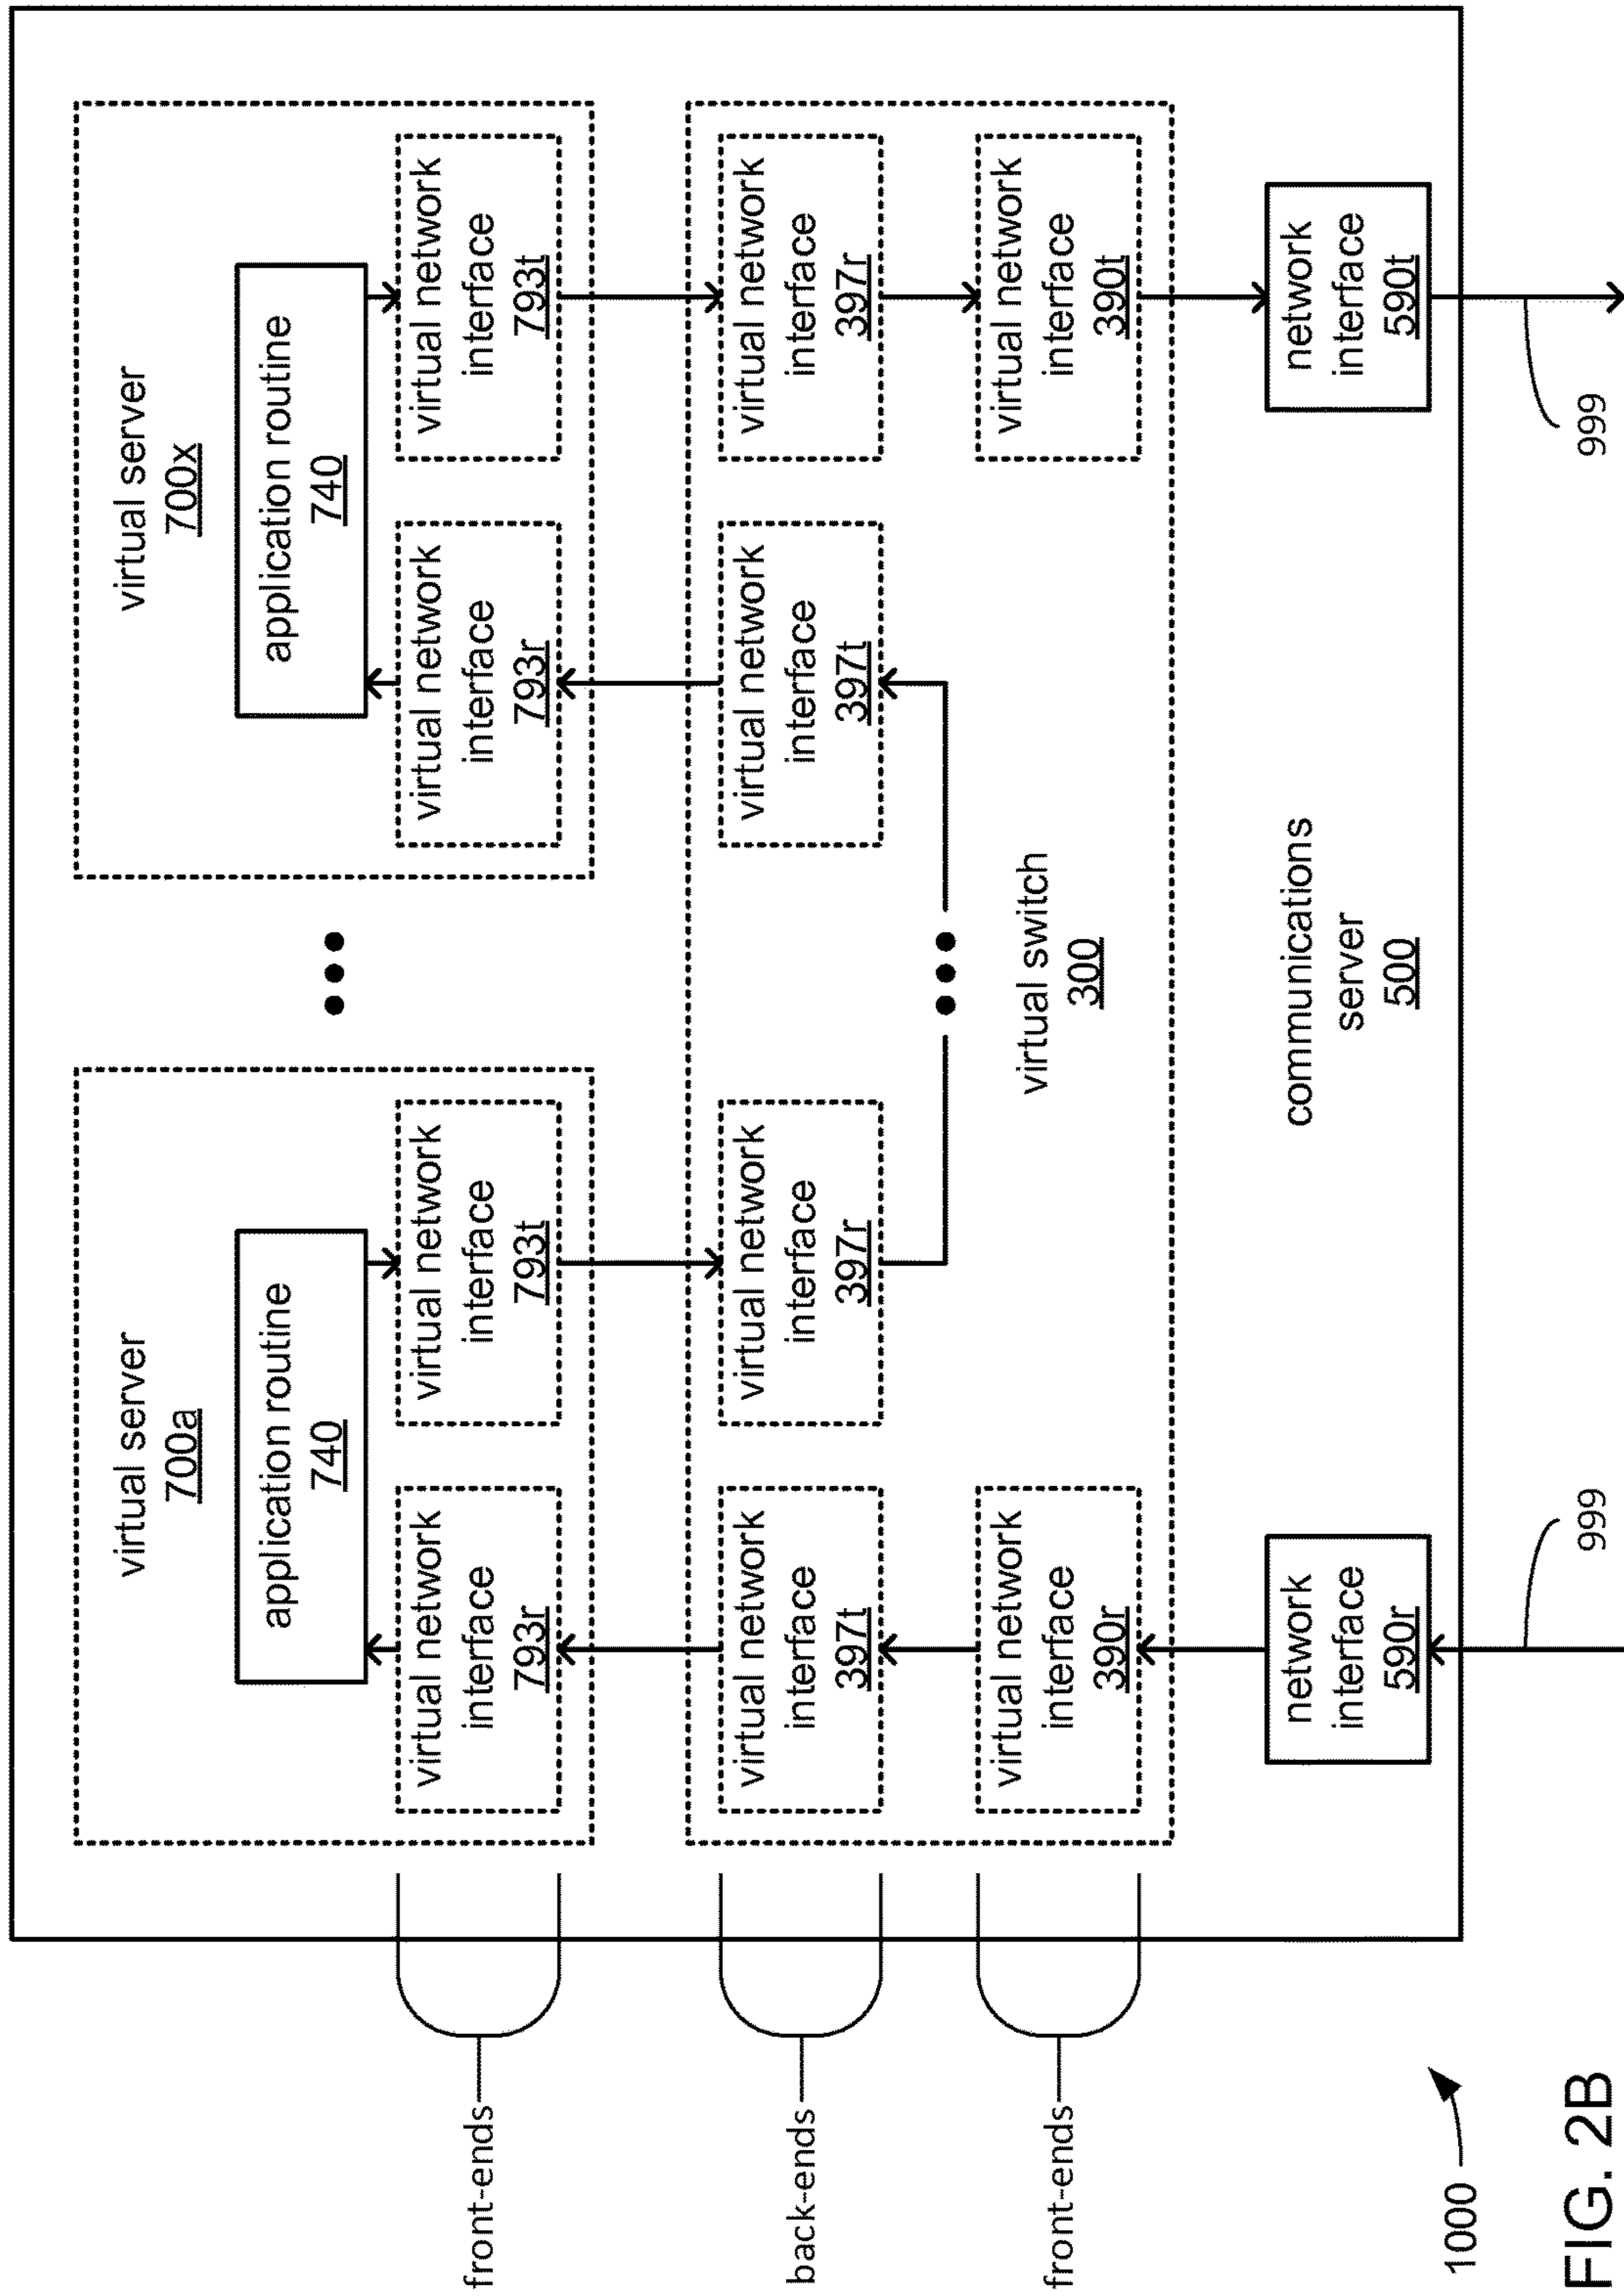 virtual server
700a
virtual server
700x
application routine
740
application routine
740
front-ends
virtual network
interface
793r
virtual network
interface
793t
virtual network
interface
793r
virtual network
interface
793t
back-ends
virtual network
interface
397t
virtual network
interface
397r
virtual network
interface
397t
virtual network
interface
397r
front-ends
virtual network
interface
390r
virtual switch
300
virtual network
interface
390t
network
interface
590r
communications
server
500
network
interface
590t
1000
999
999
FIG. 2B